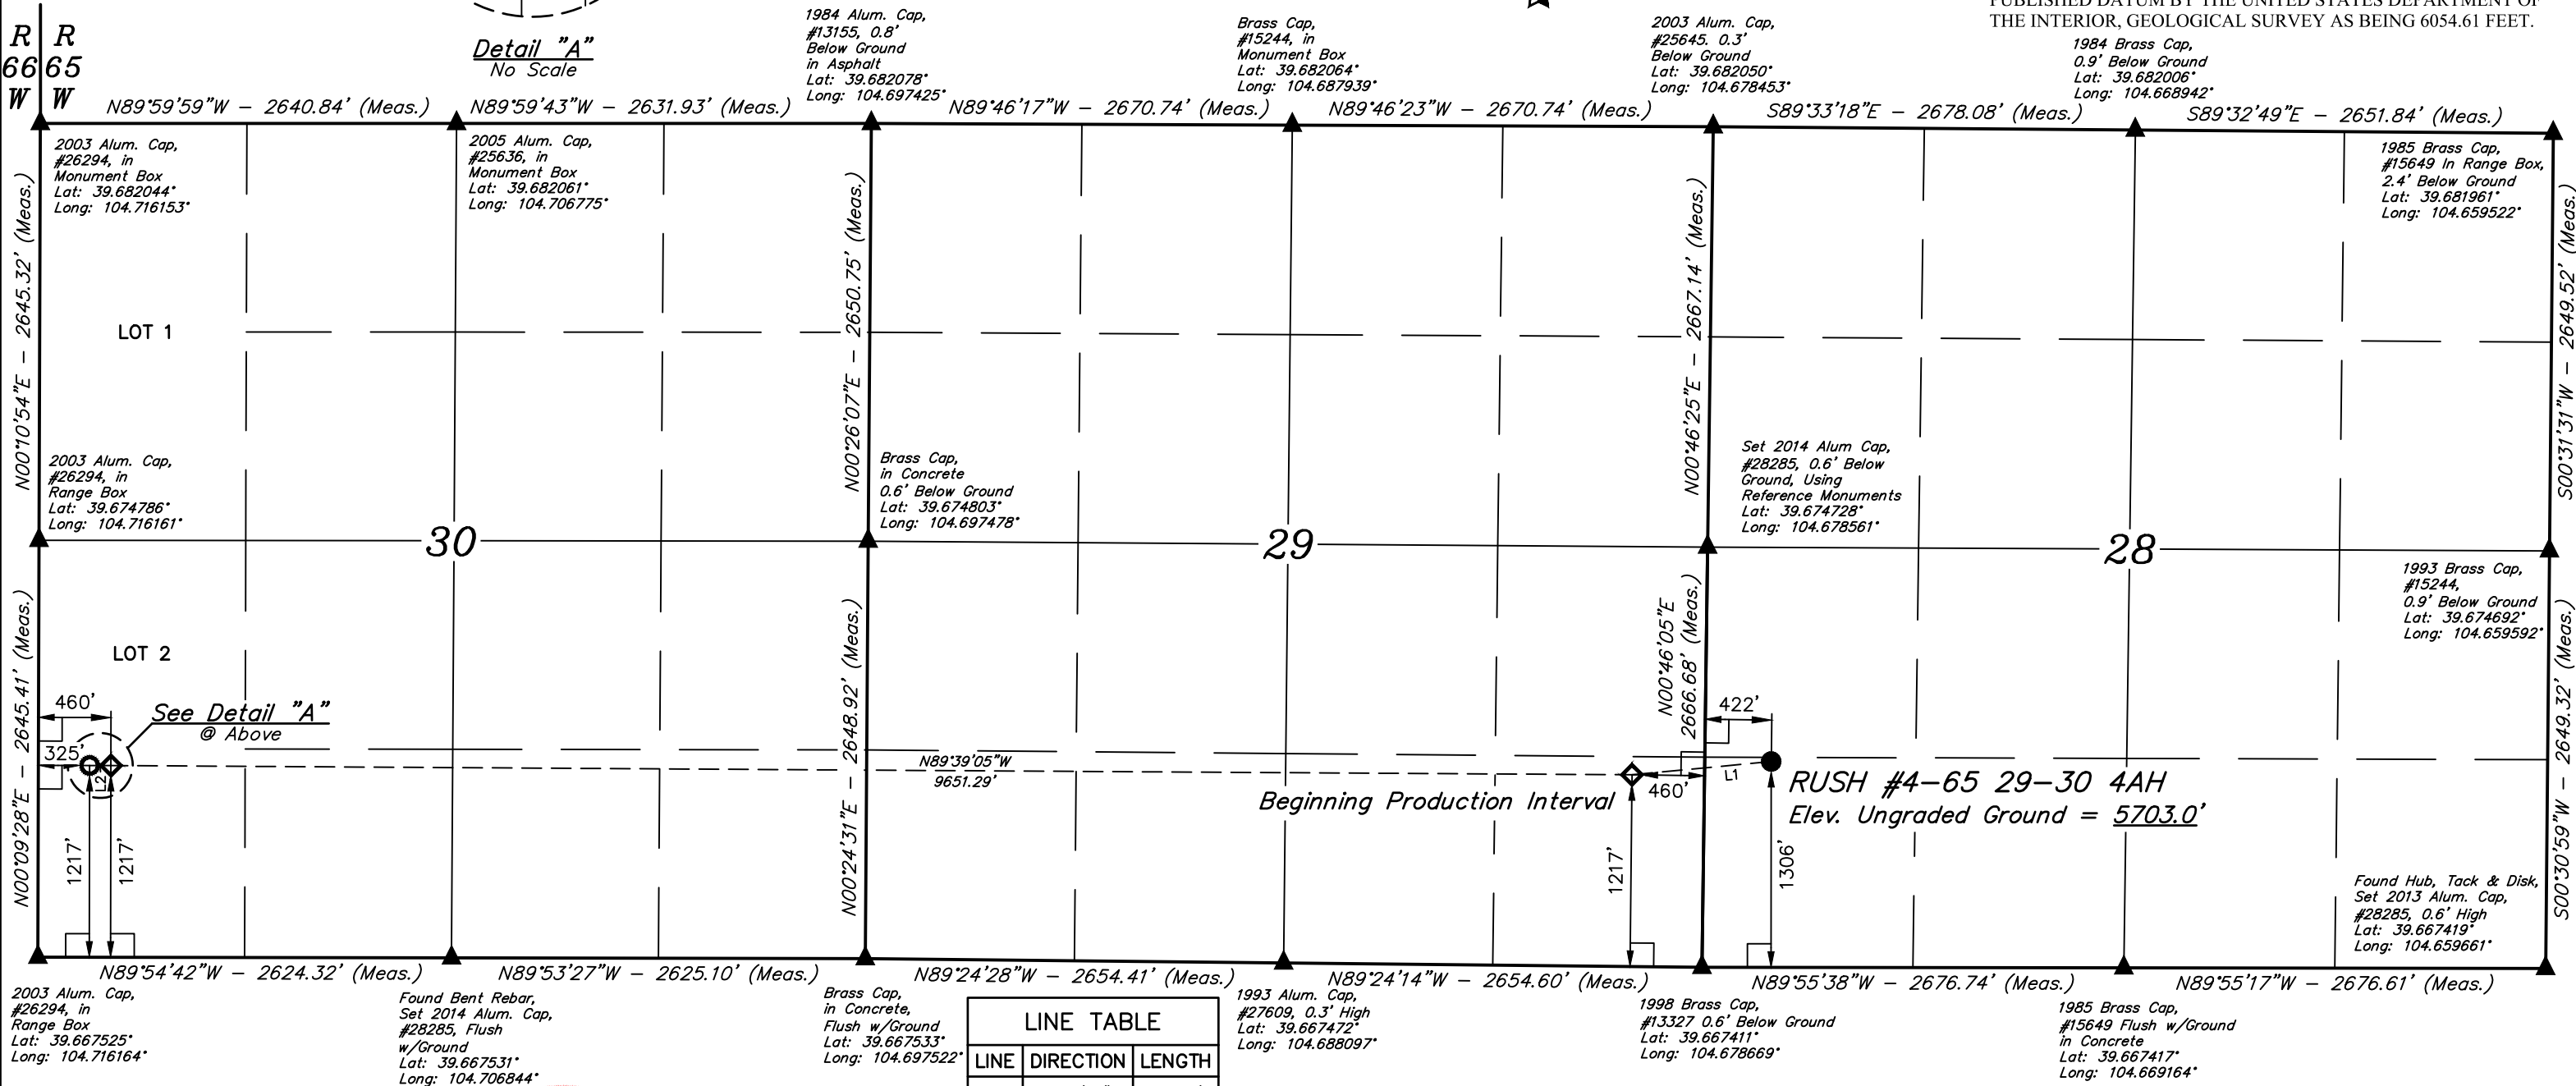 PUBLISHED DATUM BY THE UNITED STATES DEPARTMENT OF
THE INTERIOR, GEOLOGICAL SURVEY AS BEING 6054.61 FEET.
R R
66 65
W W
Detail "A"
No Scale
1984 Alum. Cap,
#13155, 0.8'
Below Ground
in Asphalt
Lat: 39.682078°
Long: 104.697425°
Brass Cap,
#15244, in
Monument Box
Lat: 39.682064°
Long: 104.687939°
2003 Alum. Cap,
#25645. 0.3'
Below Ground
Lat: 39.682050°
Long: 104.678453°
1984 Brass Cap,
0.9' Below Ground
Lat: 39.682006°
Long: 104.668942°
N89°59'59"W - 2640.84' (Meas.)
N89°59'43"W - 2631.93' (Meas.)
N89°46'17"W - 2670.74' (Meas.)
N89°46'23"W - 2670.74' (Meas.)
S89°33'18"E - 2678.08' (Meas.)
S89°32'49"E - 2651.84' (Meas.)
2003 Alum. Cap,
#26294, in
Monument Box
Lat: 39.682044°
Long: 104.716153°
2005 Alum. Cap,
#25636, in
Monument Box
Lat: 39.682061°
Long: 104.706775°
1985 Brass Cap,
#15649 In Range Box,
2.4' Below Ground
Lat: 39.681961°
Long: 104.659522°
N00°10'54"E - 2645.32' (Meas.)
N00°26'07"E - 2650.75' (Meas.)
N00°46'25"E - 2667.14' (Meas.)
S00°31'31"W - 2649.52' (Meas.)
LOT 1
2003 Alum. Cap,
#26294, in
Range Box
Lat: 39.674786°
Long: 104.716161°
Brass Cap,
in Concrete
0.6' Below Ground
Lat: 39.674803°
Long: 104.697478°
Set 2014 Alum Cap,
#28285, 0.6' Below
Ground, Using
Reference Monuments
Lat: 39.674728°
Long: 104.678561°
30
29
28
1993 Brass Cap,
#15244,
0.9' Below Ground
Lat: 39.674692°
Long: 104.659592°
LOT 2
N00°09'28"E - 2645.41' (Meas.)
N00°24'31"E - 2648.92' (Meas.)
N00°46'05"E
2666.68' (Meas.)
S00°30'59"W - 2649.32' (Meas.)
460'
See Detail "A"
@ Above
325'
L2
1217'
1217'
N89°39'05"W
9651.29'
Beginning Production Interval
460'
422'
L1
1217'
1306'
RUSH #4-65 29-30 4AH
Elev. Ungraded Ground = 5703.0'
Found Hub, Tack & Disk,
Set 2013 Alum. Cap,
#28285, 0.6' High
Lat: 39.667419°
Long: 104.659661°
N89°54'42"W - 2624.32' (Meas.)
N89°53'27"W - 2625.10' (Meas.)
N89°24'28"W - 2654.41' (Meas.)
N89°24'14"W - 2654.60' (Meas.)
N89°55'38"W - 2676.74' (Meas.)
N89°55'17"W - 2676.61' (Meas.)
2003 Alum. Cap,
#26294, in
Range Box
Lat: 39.667525°
Long: 104.716164°
Found Bent Rebar,
Set 2014 Alum. Cap,
#28285, Flush
w/Ground
Lat: 39.667531°
Long: 104.706844°
Brass Cap,
in Concrete,
Flush w/Ground
Lat: 39.667533°
Long: 104.697522°
LINE TABLE
LINE DIRECTION LENGTH
1993 Alum. Cap,
#27609, 0.3' High
Lat: 39.667472°
Long: 104.688097°
1998 Brass Cap,
#13327 0.6' Below Ground
Lat: 39.667411°
Long: 104.678669°
1985 Brass Cap,
#15649 Flush w/Ground
in Concrete
Lat: 39.667417°
Long: 104.669164°